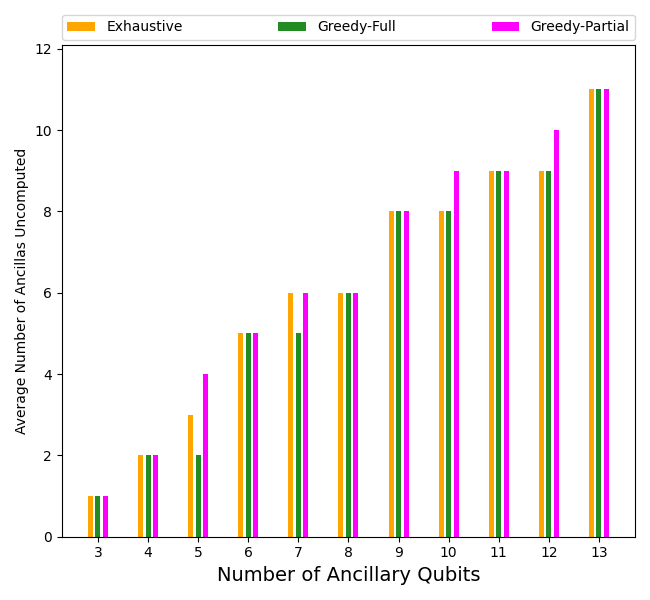 Exhaustive Greedy-Full Greedy-Partial
12
10
8
6
4
2
0
Average Number of Ancillas Uncomputed
3 4 5 6 7 8 9 10 11 12 13
Number of Ancillary Qubits